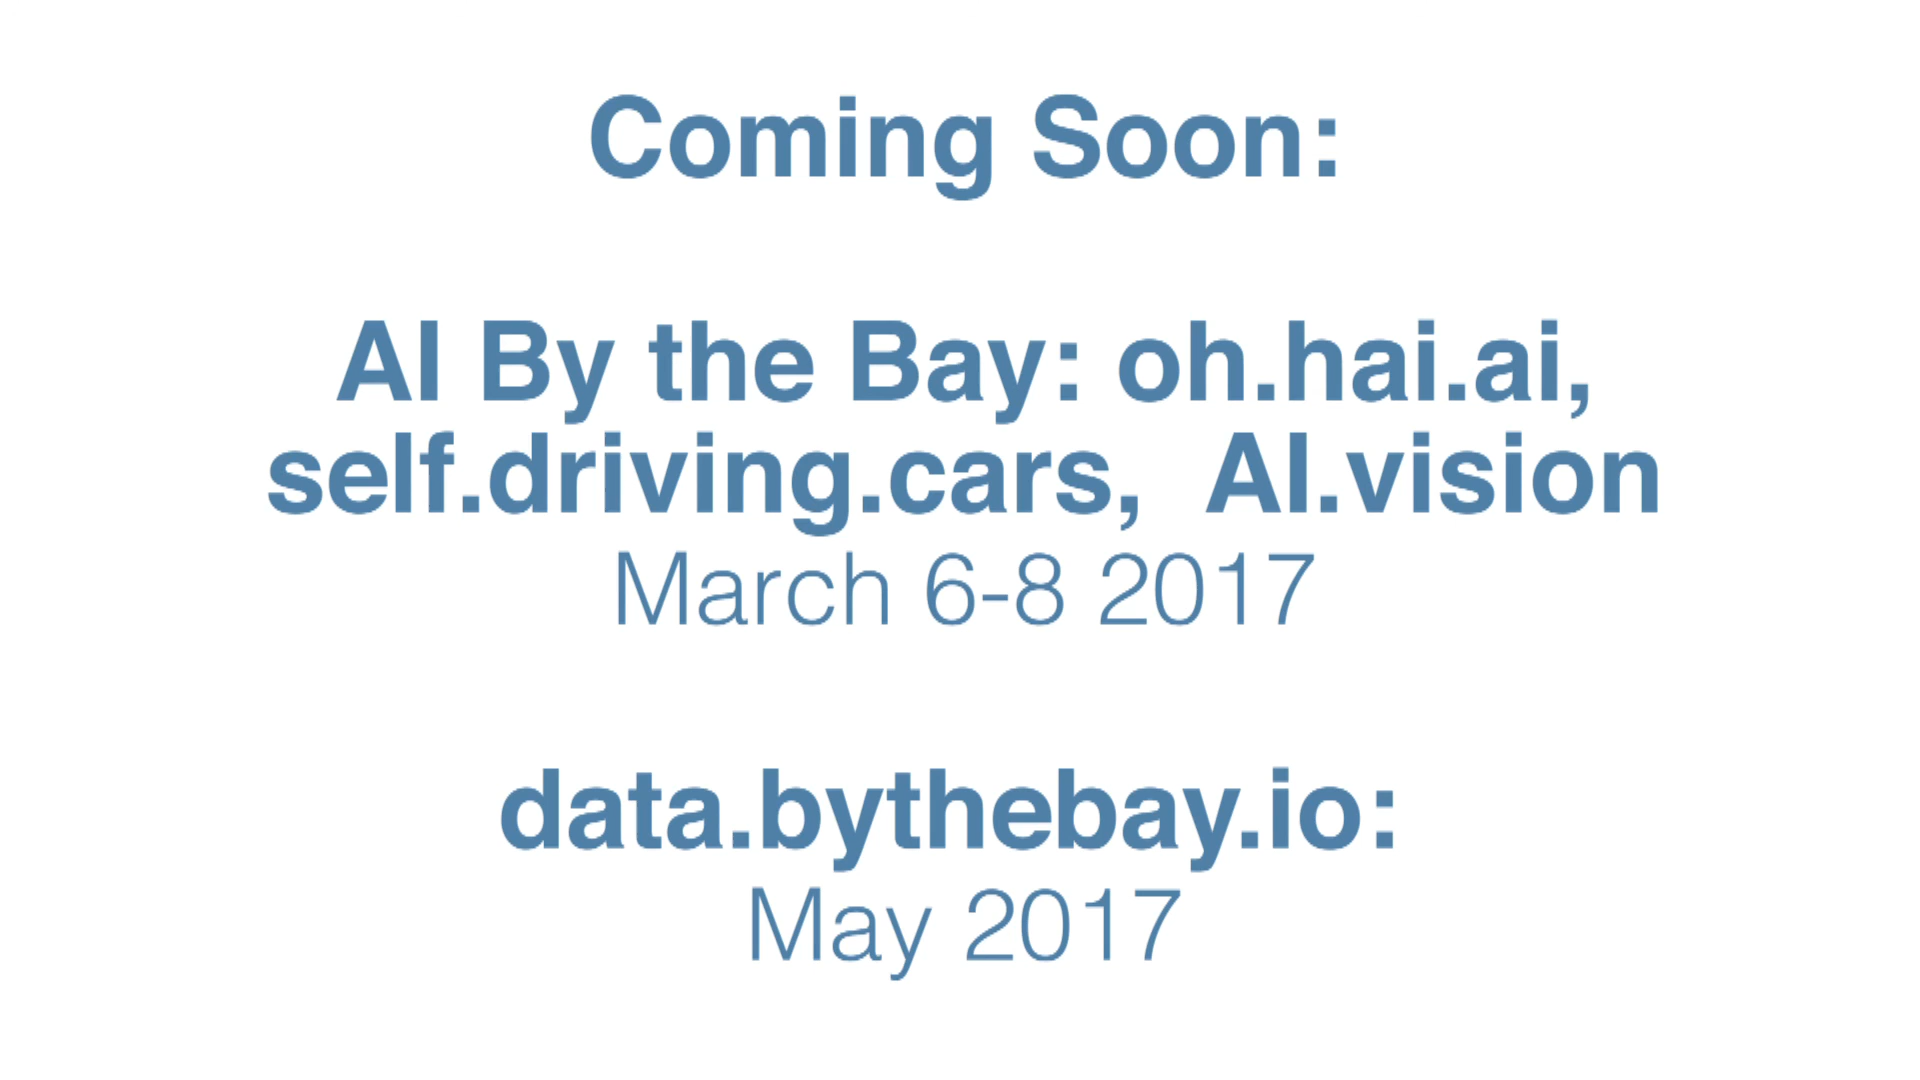 Coming Soon:
AI By the Bay: oh.hai.ai,
self.driving.cars,  AI.vision
March 6-8 2017
data.bythebay.io:
May 2017